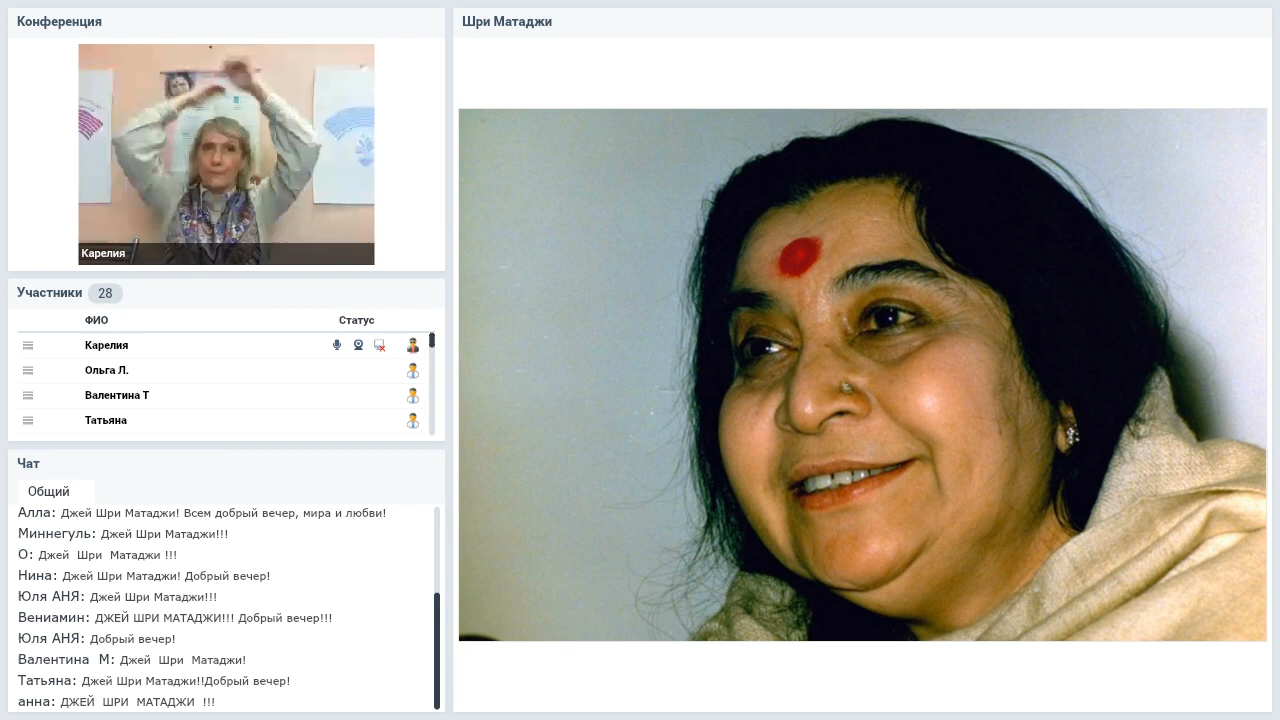 Конференция
Карелия
Участники 28
ФИО Статус
Карелия
Ольга Л.
Валентина Т
Татьяна
Чат
Общий
Алла: Джей Шри Матаджи! Всем добрый вечер, мира и любви!
Миннегуль: Джей Шри Матаджи!!!
О: Джей Шри Матаджи !!!
Нина: Джей Шри Матаджи! Добрый вечер!
Юля АНЯ: Джей Шри Матаджи!!!
Вениамин: ДЖЕЙ ШРИ МАТАДЖИ!!! Добрый вечер!!!
Юля АНЯ: Добрый вечер!
Валентина М: Джей Шри Матаджи!
Татьяна: Джей Шри Матаджи!!Добрый вечер!
анна: ДЖЕЙ ШРИ МАТАДЖИ !!!
Шри Матаджи